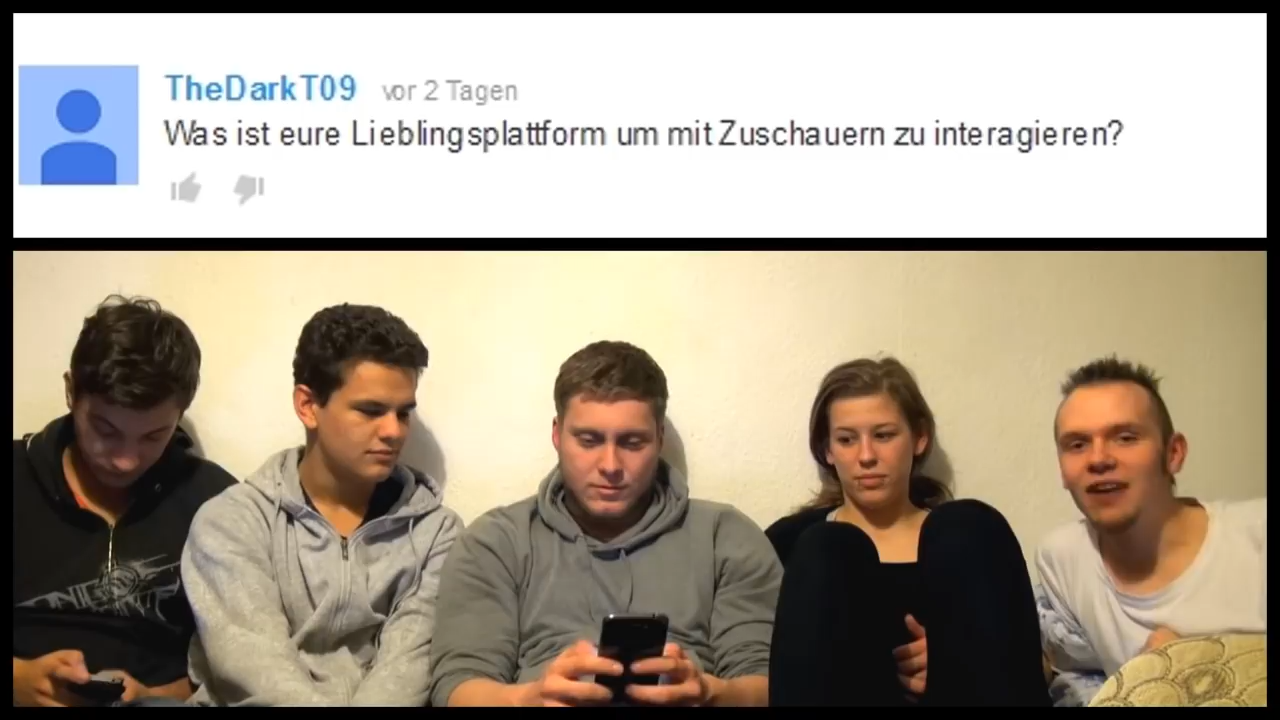 TheDarkT09 vor 2 Tagen
Was ist eure Lieblingsplattform um mit Zuschauern zu interagieren?